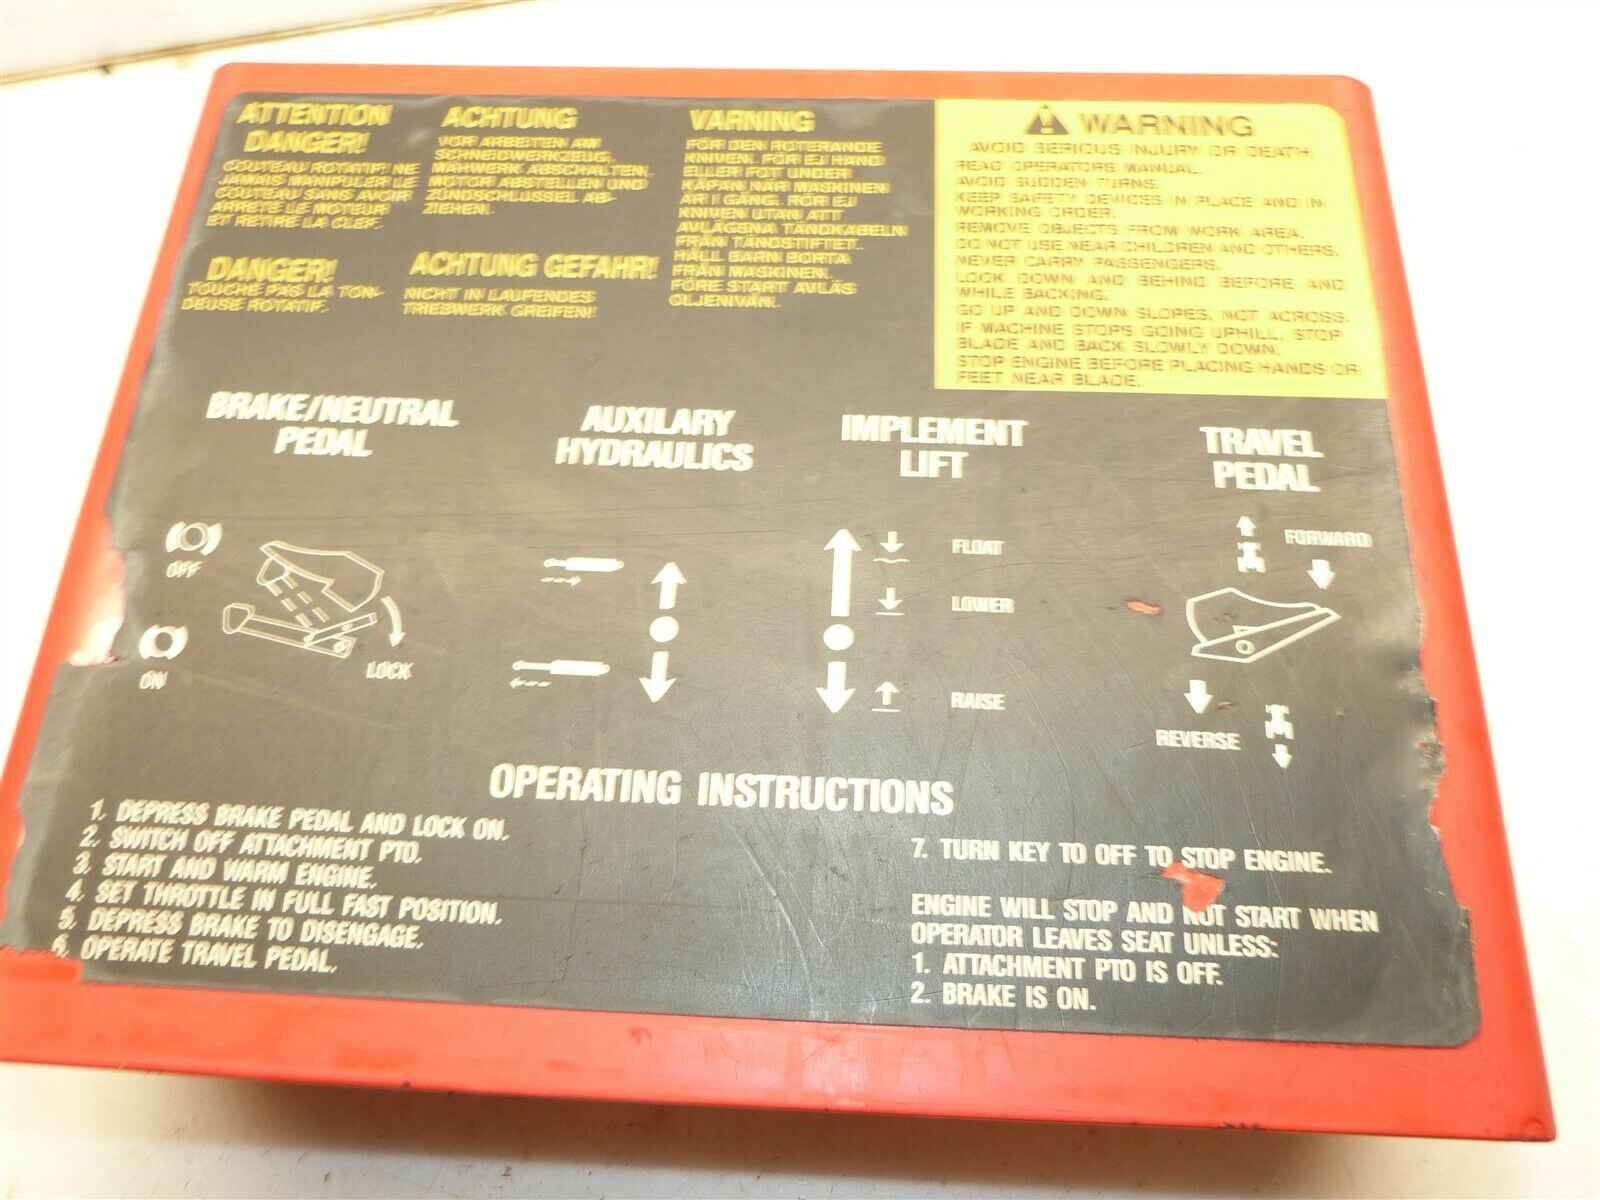 ATTENTION
DANGER!
COUTEAU ROTATIF! NE
JAMAIS MANIPULER LE
COUTEAU SANS AVOIR
ARRETE LE MOTEUR
ET RETIRE LA CLEF.
DANGER!
TOUCHE PAS LA TON-
DEUSE ROTATIF.
ACHTUNG
VOR ARBEITEN AM
SCHNEIDWERKZEUG,
MÄHWERK ABSCHALTEN,
MOTOR ABSTELLEN UND
ZÜNDSCHLUSSEL AB-
ZIEHEN.
ACHTUNG GEFAHR!
NICHT IN LAUFENDES
TRIEBWERK GREIFEN!
VARNING
FÖR DEN ROTERANDE
KNIVEN. FÖR EJ HAND
ELLER FOT UNDER
KÅPAN NÄR MASKINEN
ÄR I GÅNG. RÖR EJ
KNIVEN UTAN ATT
AVLÄGSNA TÄNDKABELN
FRÅN TÄNDSTIFTET.
HÅLL BARN BORTA
FRÅN MASKINEN.
FÖRE START AVLÄS
OLJENIVÅN.
WARNING
AVOID SERIOUS INJURY OR DEATH
READ OPERATORS MANUAL.
AVOID SUDDEN TURNS.
KEEP SAFETY DEVICES IN PLACE AND IN
WORKING ORDER.
REMOVE OBJECTS FROM WORK AREA.
DO NOT USE NEAR CHILDREN AND OTHERS.
NEVER CARRY PASSENGERS.
LOOK DOWN AND BEHIND BEFORE AND
WHILE BACKING.
GO UP AND DOWN SLOPES, NOT ACROSS.
IF MACHINE STOPS GOING UPHILL, STOP
BLADE AND BACK SLOWLY DOWN.
STOP ENGINE BEFORE PLACING HANDS OR
FEET NEAR BLADE.
BRAKE/NEUTRAL
PEDAL
OFF
ON
LOCK
AUXILARY
HYDRAULICS
IMPLEMENT
LIFT
FLOAT
LOWER
RAISE
TRAVEL
PEDAL
FORWARD
REVERSE
OPERATING INSTRUCTIONS
1. DEPRESS BRAKE PEDAL AND LOCK ON.
2. SWITCH OFF ATTACHMENT PTO.
3. START AND WARM ENGINE.
4. SET THROTTLE IN FULL FAST POSITION.
5. DEPRESS BRAKE TO DISENGAGE.
6. OPERATE TRAVEL PEDAL.
7. TURN KEY TO OFF TO STOP ENGINE.
ENGINE WILL STOP AND NOT START WHEN
OPERATOR LEAVES SEAT UNLESS:
1. ATTACHMENT PTO IS OFF.
2. BRAKE IS ON.